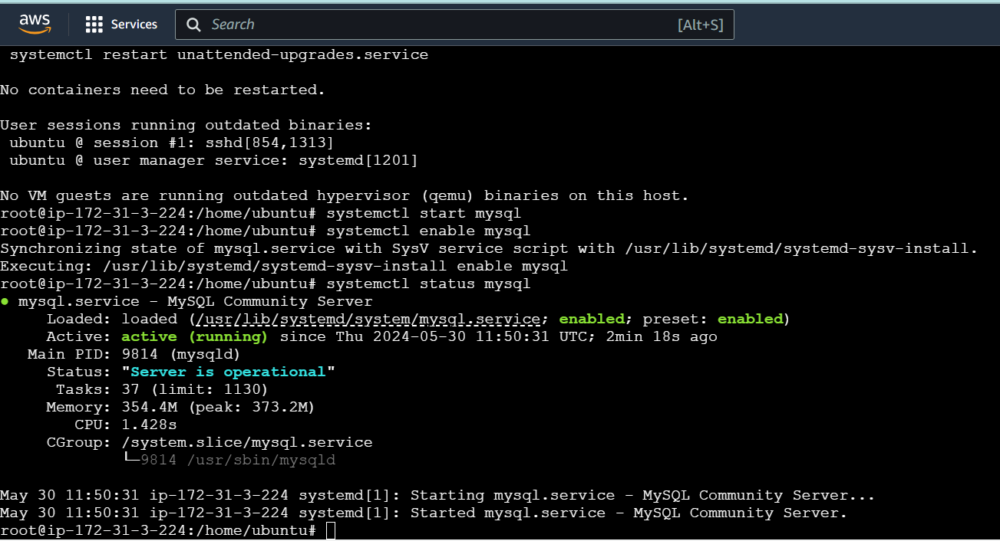 aws Services Search [Alt+S]
systemctl restart unattended-upgrades.service
No containers need to be restarted.
User sessions running outdated binaries:
ubuntu @ session #1: sshd[854,1313]
ubuntu @ user manager service: systemd[1201]
No VM guests are running outdated hypervisor (qemu) binaries on this host.
root@ip-172-31-3-224:/home/ubuntu# systemctl start mysql
root@ip-172-31-3-224:/home/ubuntu# systemctl enable mysql
Synchronizing state of mysql.service with SysV service script with /usr/lib/systemd/systemd-sysv-install.
Executing: /usr/lib/systemd/systemd-sysv-install enable mysql
root@ip-172-31-3-224:/home/ubuntu# systemctl status mysql
● mysql.service - MySQL Community Server
Loaded: loaded (/usr/lib/systemd/system/mysql.service; enabled; preset: enabled)
Active: active (running) since Thu 2024-05-30 11:50:31 UTC; 2min 18s ago
Main PID: 9814 (mysqld)
Status: "Server is operational"
Tasks: 37 (limit: 1130)
Memory: 354.4M (peak: 373.2M)
CPU: 1.428s
CGroup: /system.slice/mysql.service
└─9814 /usr/sbin/mysqld
May 30 11:50:31 ip-172-31-3-224 systemd[1]: Starting mysql.service - MySQL Community Server...
May 30 11:50:31 ip-172-31-3-224 systemd[1]: Started mysql.service - MySQL Community Server.
root@ip-172-31-3-224:/home/ubuntu#